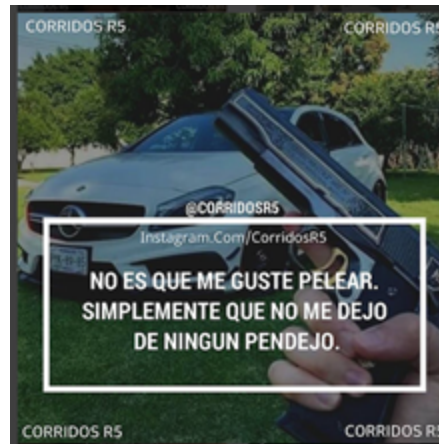 CORRIDOS R5 CORRIDOS R5
@CORRIDOSR5
Instagram.Com/CorridosR5
NO ES QUE ME GUSTE PELEAR.
SIMPLEMENTE QUE NO ME DEJO
DE NINGUN PENDEJO.
CORRIDOS R5 CORRIDOS R5